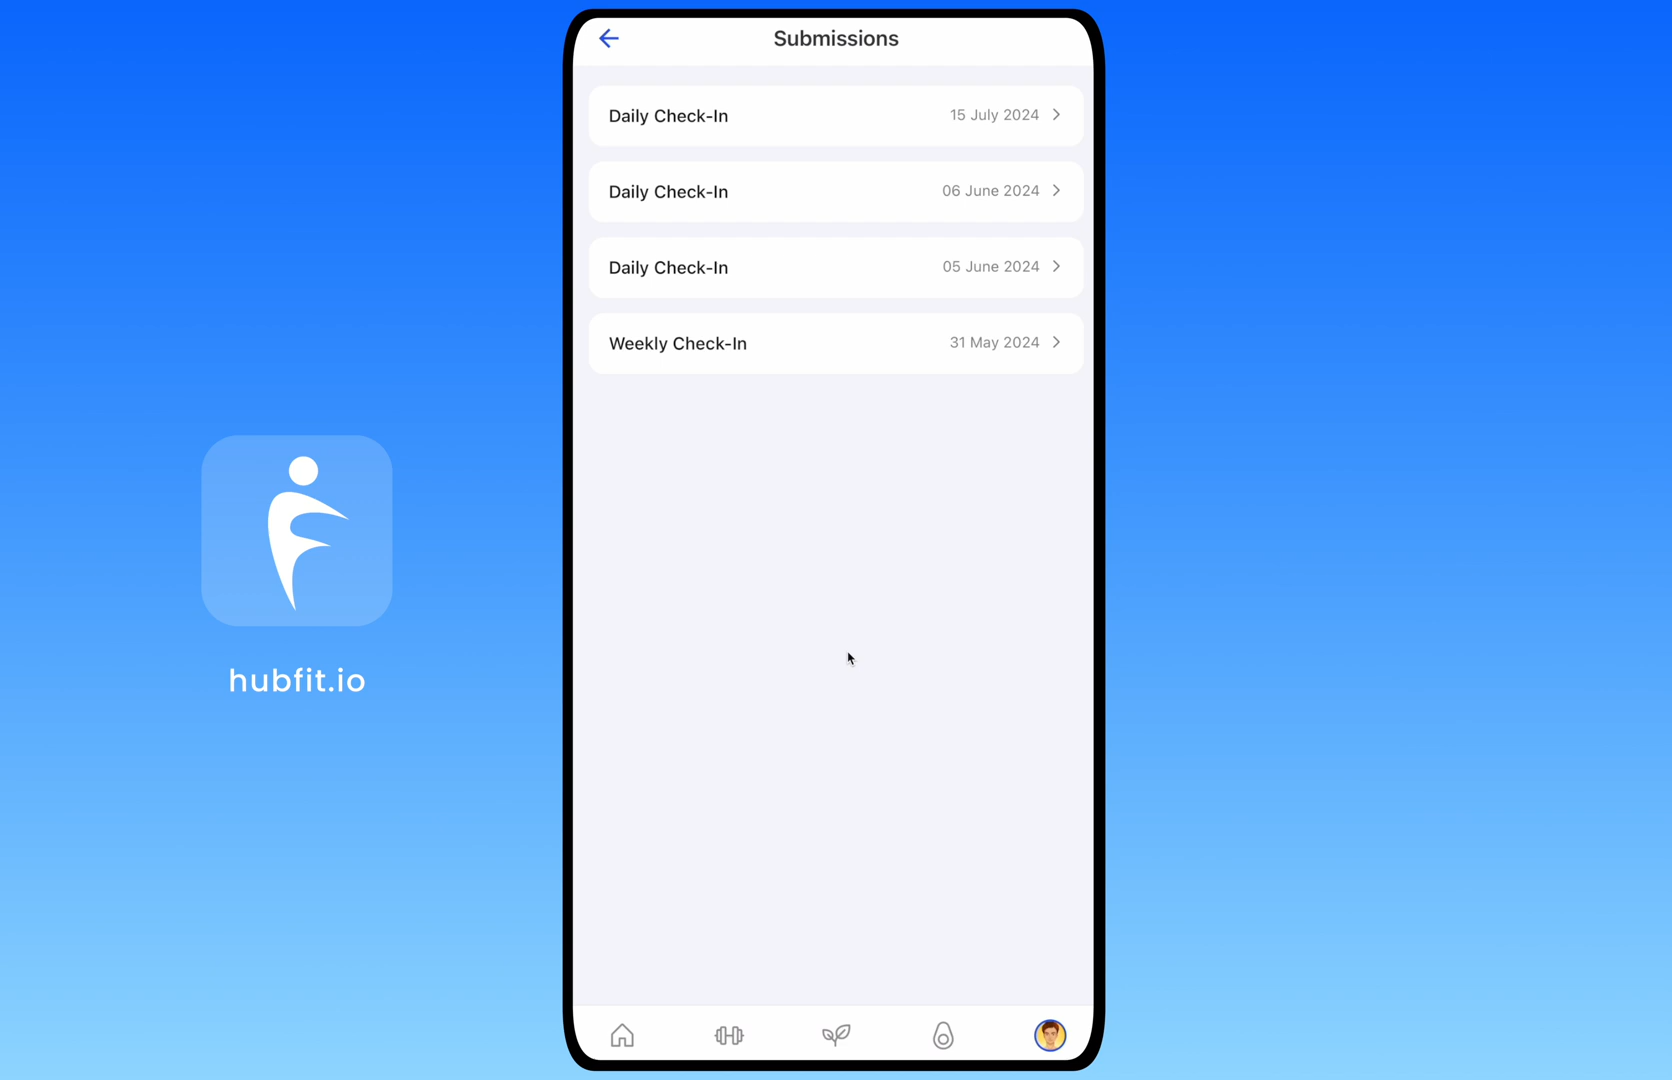 Submissions
Daily Check-In 15 July 2024
Daily Check-In 06 June 2024
Daily Check-In 05 June 2024
Weekly Check-In 31 May 2024
hubfit.io